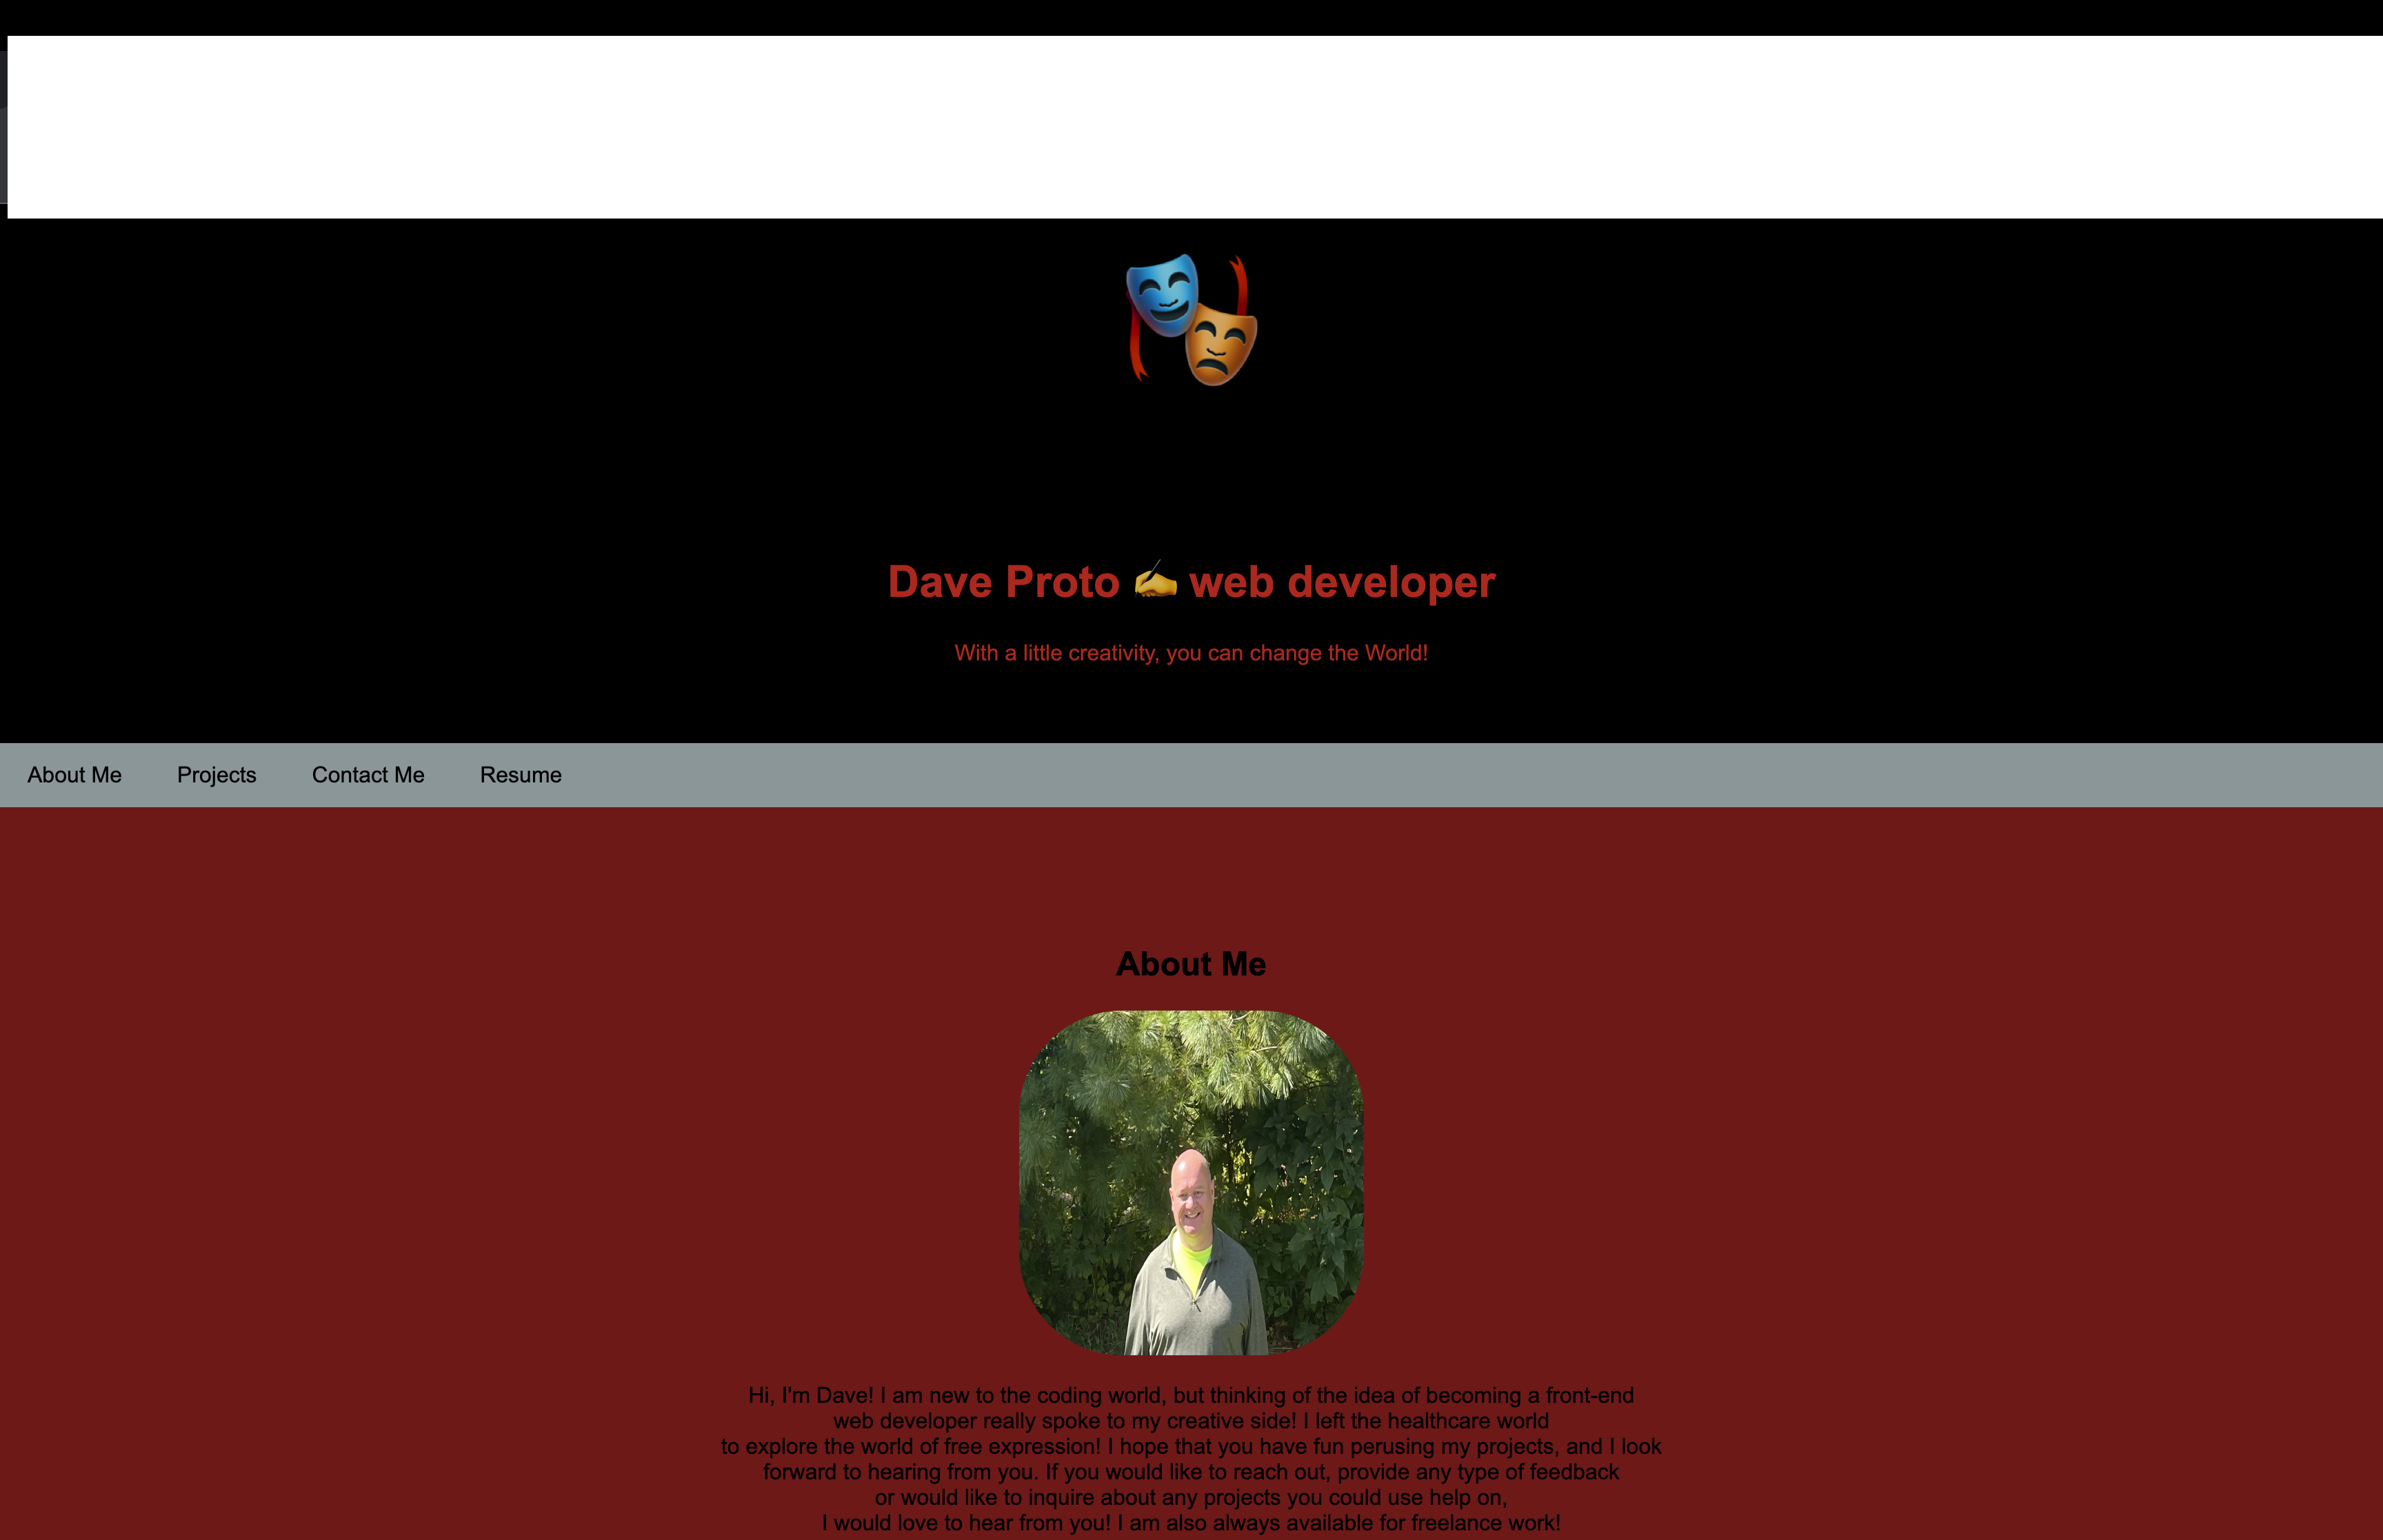 Dave Proto ✍ web developer
With a little creativity, you can change the World!
About Me Projects Contact Me Resume
About Me
Hi, I'm Dave! I am new to the coding world, but thinking of the idea of becoming a front-end
web developer really spoke to my creative side! I left the healthcare world
to explore the world of free expression! I hope that you have fun perusing my projects, and I look
forward to hearing from you. If you would like to reach out, provide any type of feedback
or would like to inquire about any projects you could use help on,
I would love to hear from you! I am also always available for freelance work!